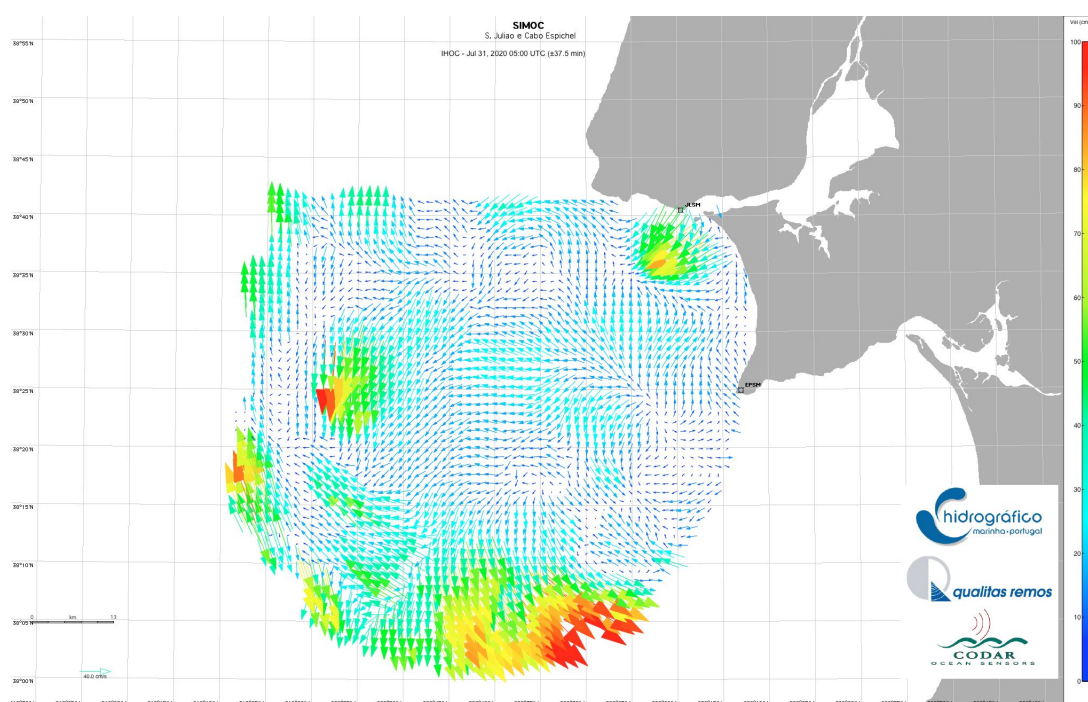 SIMOC
S. Juliao e Cabo Espichel
IHOC - Jul 31, 2020 05:00 UTC (±37.5 min)
Vel (cm
100
90
80
70
60
50
40
30
20
10
0
38°55'N
38°50'N
38°45'N
38°40'N
38°35'N
38°30'N
38°25'N
38°20'N
38°15'N
38°10'N
38°05'N
38°00'N
JLSM
EPSM
0 km 13
40.0 cm/s
hidrográfico
marinha•portugal
qualitas remos
CODAR
OCEAN SENSORS